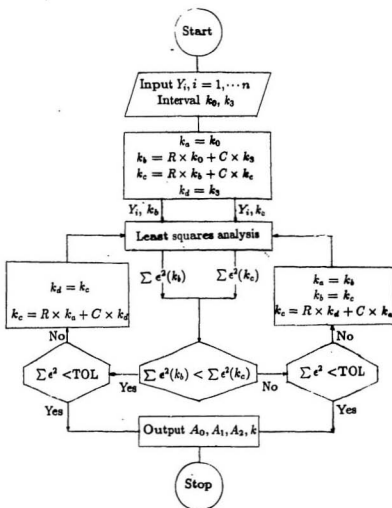 Start
Input Y_i, i = 1, ··· n
Interval k_0, k_3
k_a = k_0
k_b = R × k_0 + C × k_3
k_c = R × k_b + C × k_c
k_d = k_3
Y_i, k_b
Y_i, k_c
Least squares analysis
∑ ε²(k_b)
∑ ε²(k_c)
k_d = k_c
k_c = R × k_a + C × k_d
k_a = k_b
k_b = k_c
k_c = R × k_d + C × k_a
No
No
∑ ε² <TOL
Yes
∑ ε²(k_b) < ∑ ε²(k_c)
No
∑ ε² <TOL
Yes
Yes
Output A_0, A_1, A_2, k
Stop